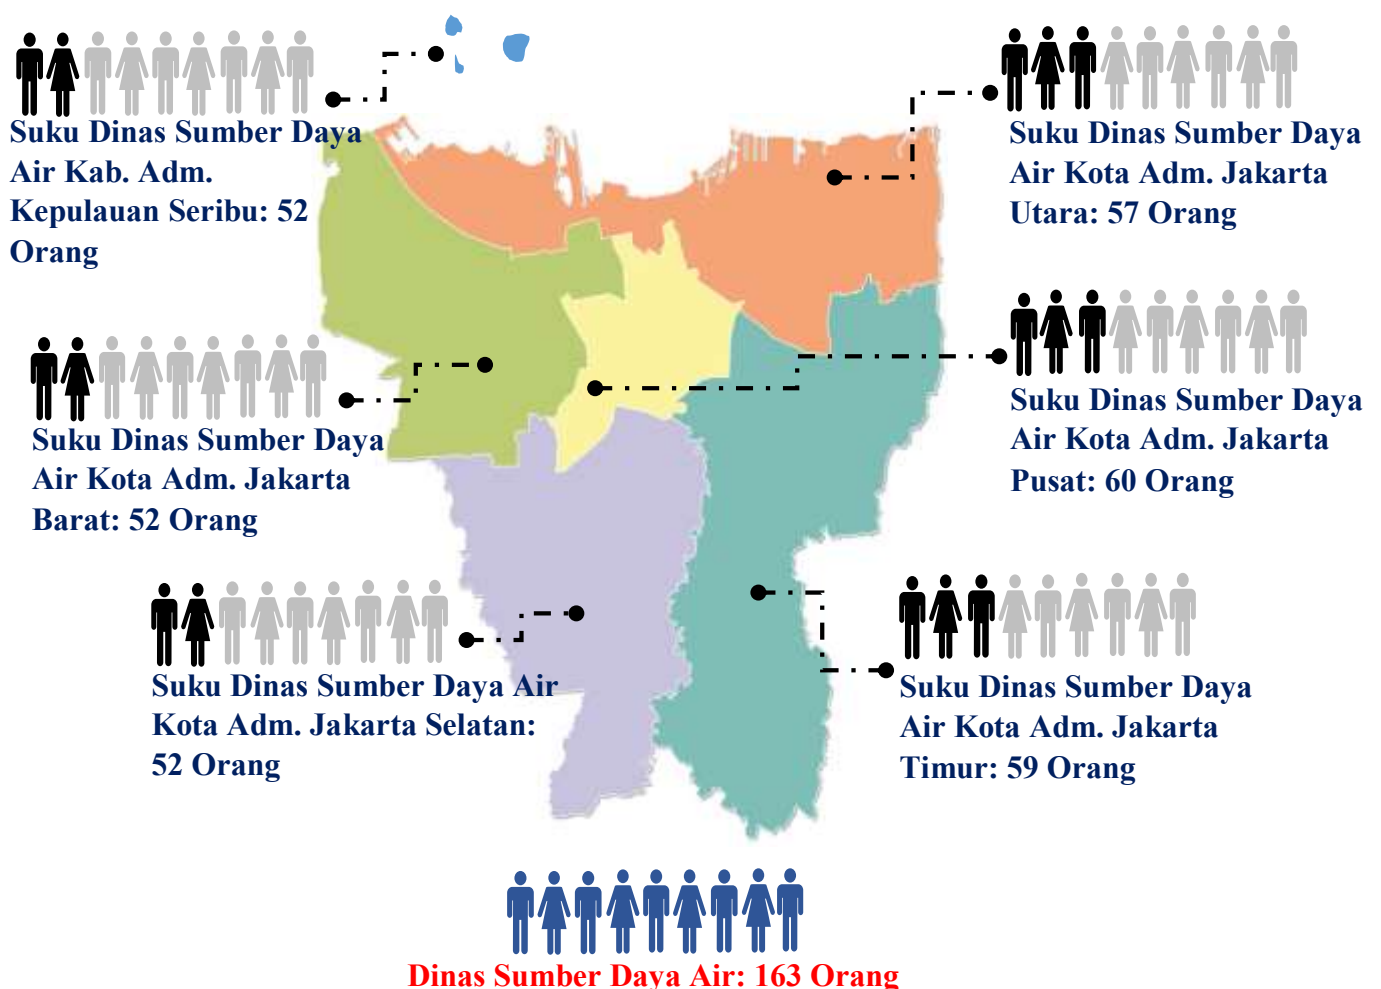 Suku Dinas Sumber Daya
Air Kab. Adm.
Kepulauan Seribu: 52
Orang
Suku Dinas Sumber Daya
Air Kota Adm. Jakarta
Utara: 57 Orang
Suku Dinas Sumber Daya
Air Kota Adm. Jakarta
Barat: 52 Orang
Suku Dinas Sumber Daya
Air Kota Adm. Jakarta
Pusat: 60 Orang
Suku Dinas Sumber Daya Air
Kota Adm. Jakarta Selatan:
52 Orang
Suku Dinas Sumber Daya
Air Kota Adm. Jakarta
Timur: 59 Orang
Dinas Sumber Daya Air: 163 Orang